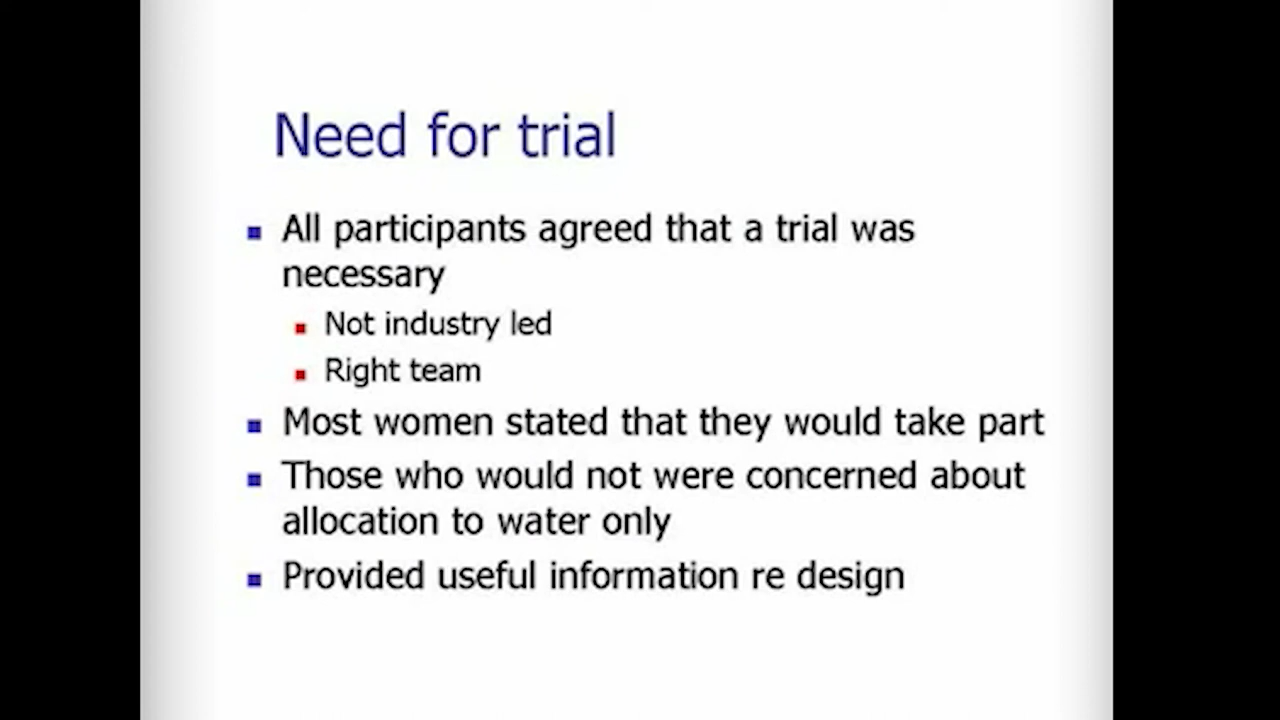 Need for trial
All participants agreed that a trial was
necessary
Not industry led
Right team
Most women stated that they would take part
Those who would not were concerned about
allocation to water only
Provided useful information re design